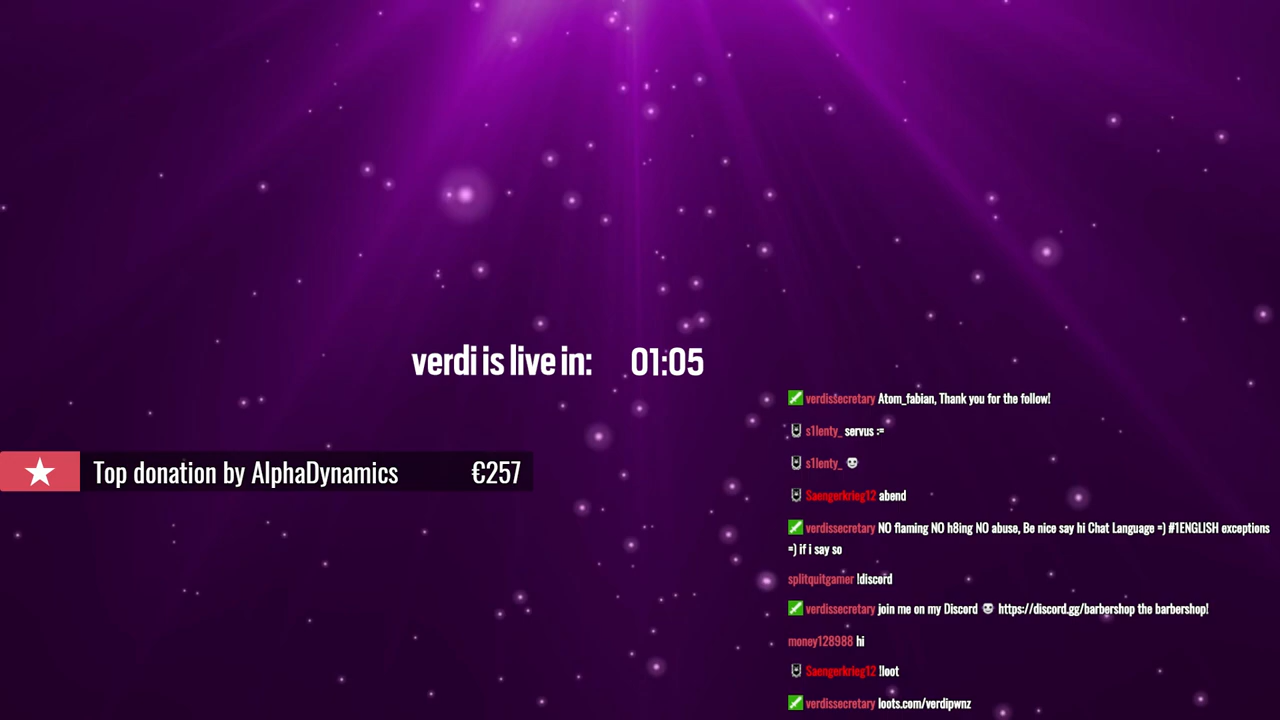 verdi is live in: 01:05
Top donation by AlphaDynamics €257
verdissecretary Atom_fabian, Thank you for the follow!
s1lenty_ servus :=
s1lenty_
Saengerkrieg12 abend
verdissecretary NO flaming NO h8ing NO abuse, Be nice say hi Chat Language =) #1ENGLISH exceptions
=) if i say so
splitquitgamer !discord
verdissecretary join me on my Discord https://discord.gg/barbershop the barbershop!
money128988 hi
Saengerkrieg12 !loot
verdissecretary loots.com/verdipwnz